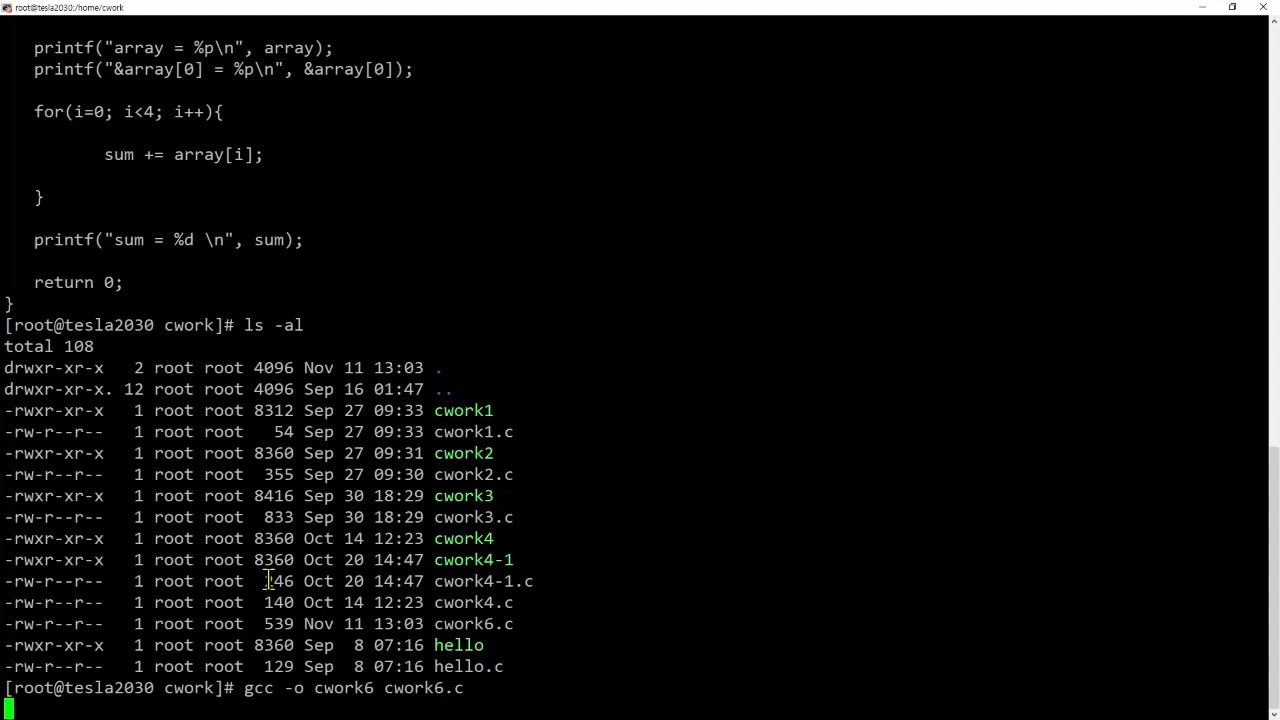 root@tesla2030:/home/cwork
printf("array = %p\n", array);
printf("&array[0] = %p\n", &array[0]);
for(i=0; i<4; i++){
sum += array[i];
}
printf("sum = %d \n", sum);
return 0;
}
[root@tesla2030 cwork]# ls -al
total 108
drwxr-xr-x   2 root root 4096 Nov 11 13:03 .
drwxr-xr-x. 12 root root 4096 Sep 16 01:47 ..
-rwxr-xr-x   1 root root 8312 Sep 27 09:33 cwork1
-rw-r--r--   1 root root   54 Sep 27 09:33 cwork1.c
-rwxr-xr-x   1 root root 8360 Sep 27 09:31 cwork2
-rw-r--r--   1 root root  355 Sep 27 09:30 cwork2.c
-rwxr-xr-x   1 root root 8416 Sep 30 18:29 cwork3
-rw-r--r--   1 root root  833 Sep 30 18:29 cwork3.c
-rwxr-xr-x   1 root root 8360 Oct 14 12:23 cwork4
-rwxr-xr-x   1 root root 8360 Oct 20 14:47 cwork4-1
-rw-r--r--   1 root root Oct 20 14:47 cwork4-1.c
-rw-r--r--   1 root root  140 Oct 14 12:23 cwork4.c
-rw-r--r--   1 root root  539 Nov 11 13:03 cwork6.c
-rwxr-xr-x   1 root root 8360 Sep  8 07:16 hello
-rw-r--r--   1 root root  129 Sep  8 07:16 hello.c
[root@tesla2030 cwork]# gcc -o cwork6 cwork6.c